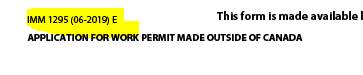 IMM 1295 (06-2019) E This form is made available
APPLICATION FOR WORK PERMIT MADE OUTSIDE OF CANADA